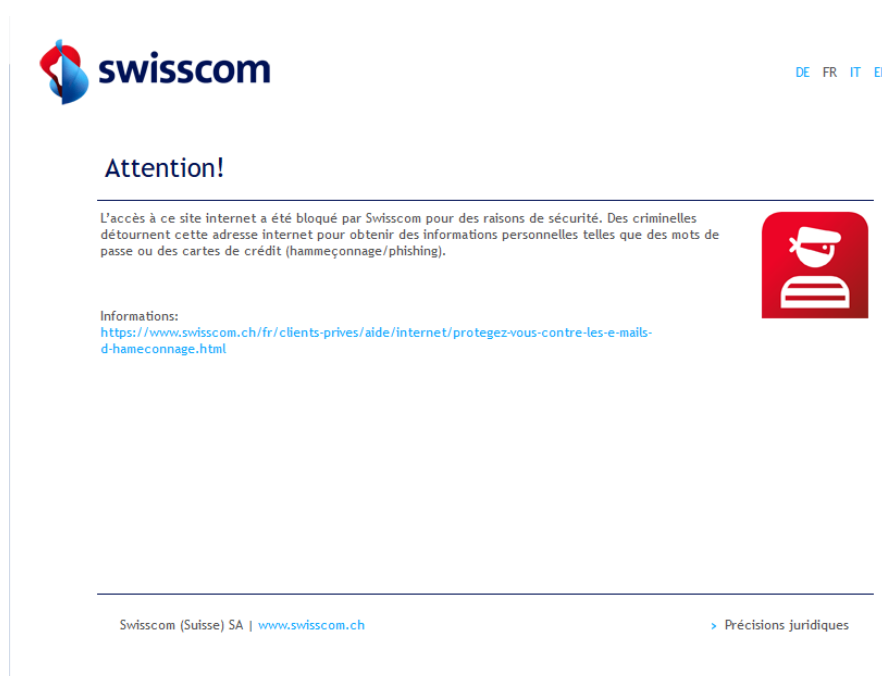 swisscom
DE FR IT
Attention!
L'accès à ce site internet a été bloqué par Swisscom pour des raisons de sécurité. Des criminelles
détournent cette adresse internet pour obtenir des informations personnelles telles que des mots de
passe ou des cartes de crédit (hammeçonnage/phishing).
Informations:
https://www.swisscom.ch/fr/clients-prives/aide/internet/protegez-vous-contre-les-e-mails-
d-hameconnage.html
Swisscom (Suisse) SA | www.swisscom.ch
> Précisions juridiques